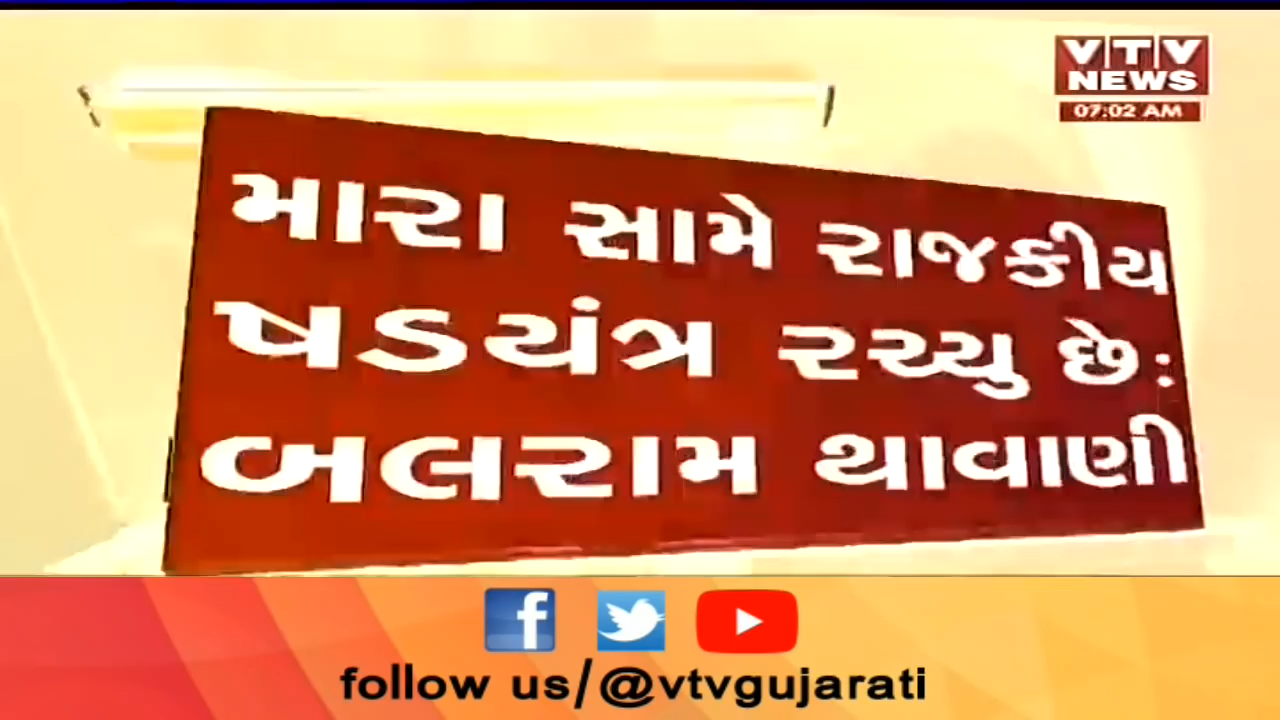 VTV
NEWS
07:02 AM
મારા સામે રાજકીય
ષડયંત્ર રચ્યુ છે:
બલરામ થાવાણી
follow us/@vtvgujarati